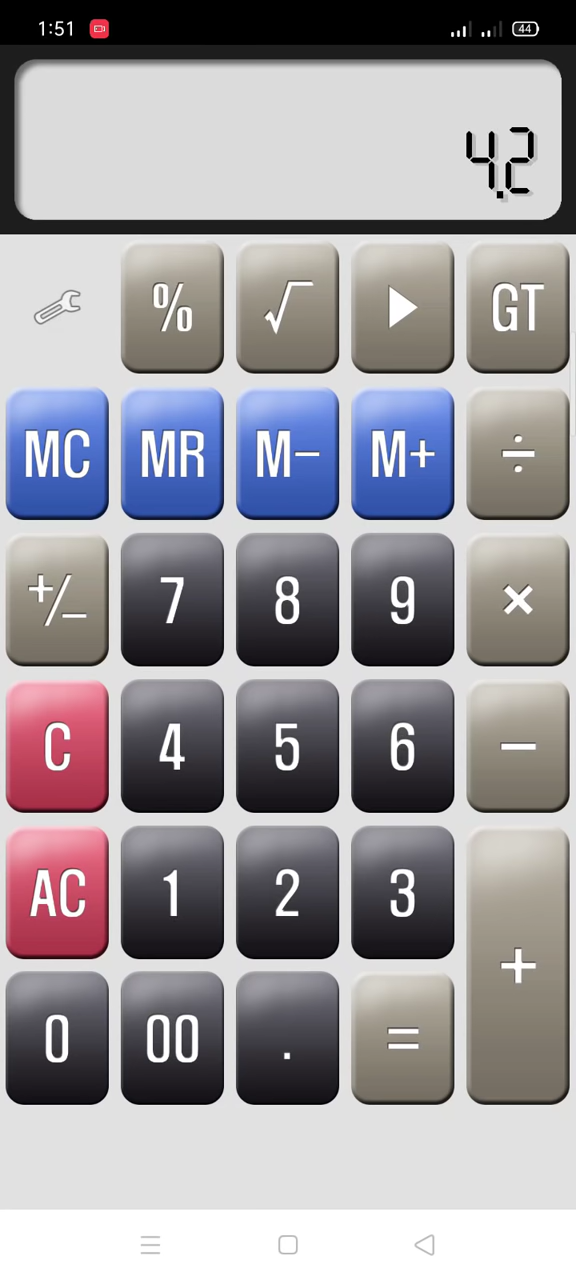 1:51 44
4.2
% √ GT
MC MR M− M+ ÷
+/− 7 8 9 ×
C 4 5 6 −
AC 1 2 3 +
0 00 . =